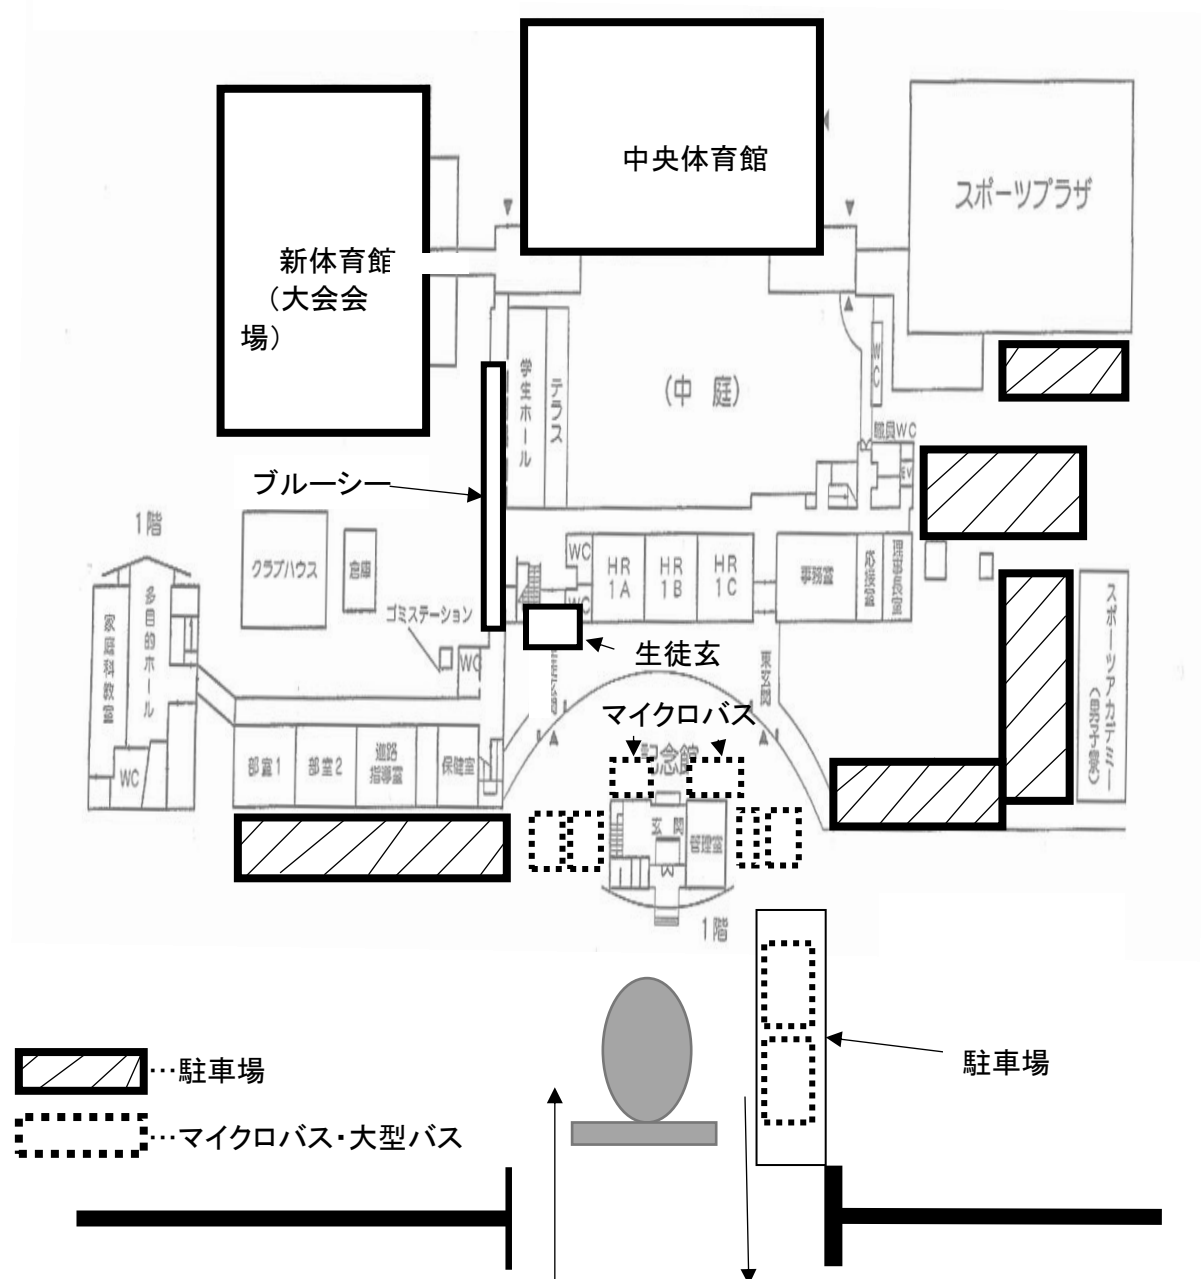 中央体育館
スポーツプラザ
新体育館
（大会会
場）
学生ホール
テラス
（中　庭）
WC
職員WC
EV
ブルーシー
1階
クラブハウス
倉庫
ゴミステーション
多目的ホール
家庭科教室
WC
WC
WC
HR
1A
HR
1B
HR
1C
事務室
応接室
理事長室
生徒玄
マイクロバス
記念館
部室1
部室2
進路
指導室
保健室
WC
玄関
管理室
1階
スポーツアカデミー
駐車場
…駐車場
…マイクロバス・大型バス